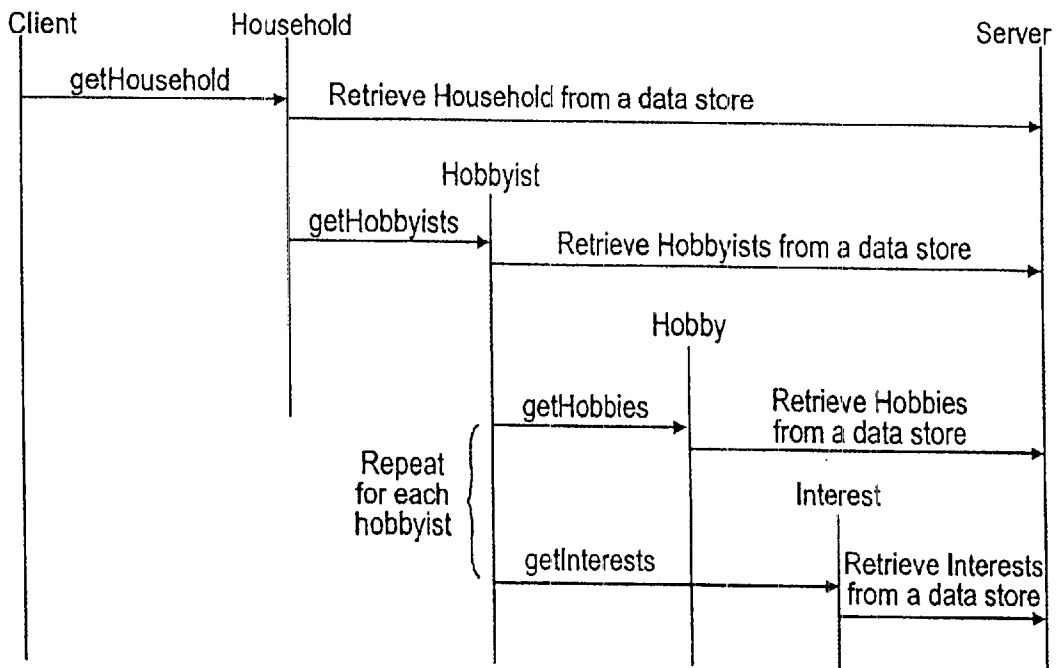 Client
Household
Server
getHousehold
Retrieve Household from a data store
Hobbyist
getHobbyists
Retrieve Hobbyists from a data store
Hobby
getHobbies
Retrieve Hobbies
from a data store
Repeat
for each
hobbyist
Interest
getInterests
Retrieve Interests
from a data store